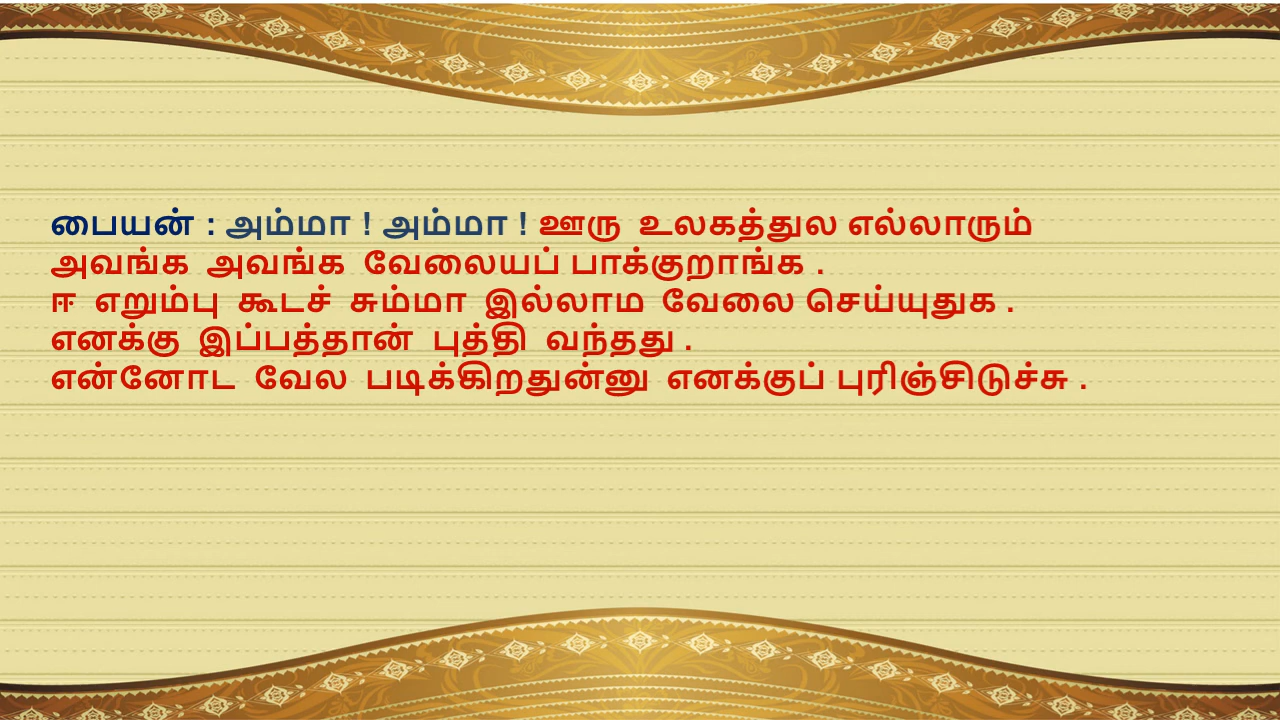 பையன் : அம்மா ! அம்மா ! ஊரு உலகத்துல எல்லாரும்
அவங்க அவங்க வேலையப் பாக்குறாங்க .
ஈ எறும்பு கூடச் சும்மா இல்லாம வேலை செய்யுதுக .
எனக்கு இப்பத்தான் புத்தி வந்தது .
என்னோட வேல படிக்கிறதுன்னு எனக்குப் புரிஞ்சிடுச்சு .